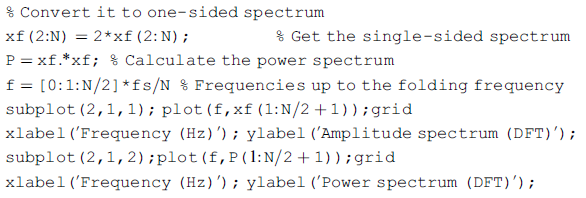 % Convert it to one-sided spectrum
xf (2:N) = 2*xf (2:N); % Get the single-sided spectrum
P = xf.*xf; % Calculate the power spectrum
f = [0:1:N/2]*fs/N % Frequencies up to the folding frequency
subplot (2,1,1); plot (f,xf (1:N/2 +1));grid
xlabel ('Frequency (Hz)'); ylabel ('Amplitude spectrum (DFT)');
subplot (2,1,2);plot (f,P(1:N/2 +1));grid
xlabel ('Frequency (Hz)'); ylabel ('Power spectrum (DFT)');